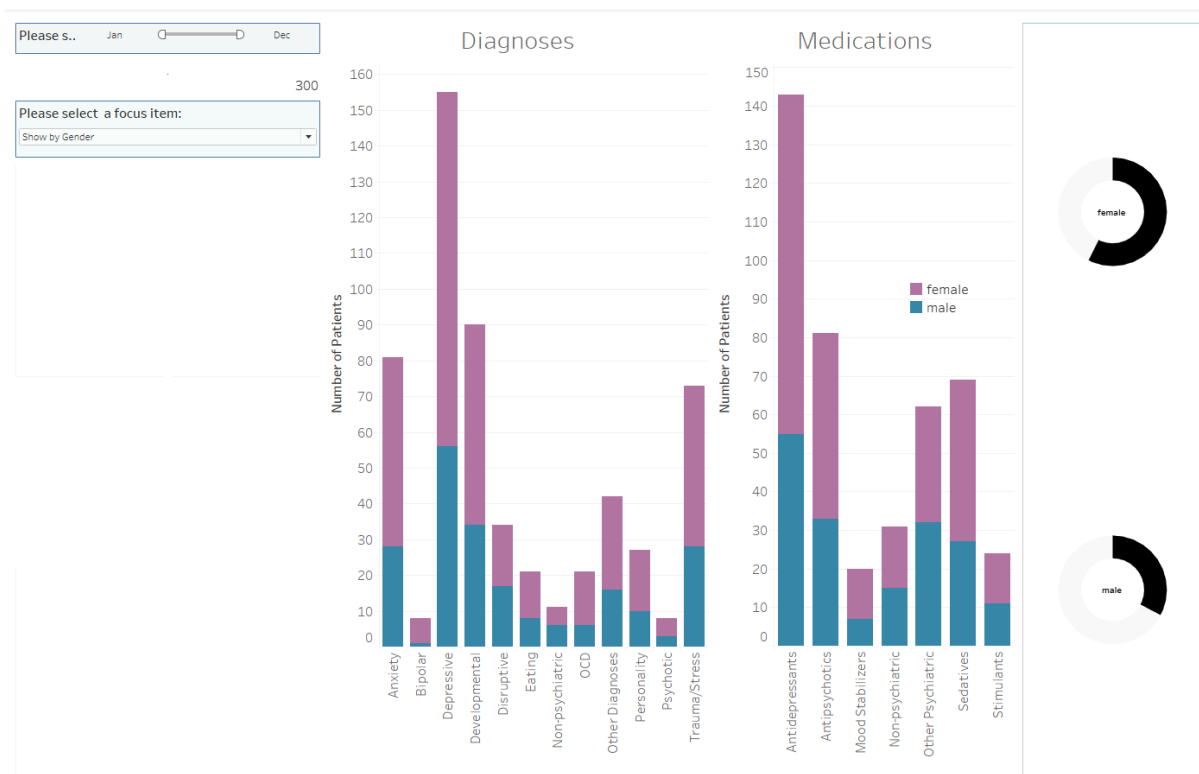 Please s.. Jan Dec
300
Please select a focus item:
Show by Gender
Diagnoses
Number of Patients
160
150
140
130
120
110
100
90
80
70
60
50
40
30
20
10
0
Anxiety
Bipolar
Depressive
Developmental
Disruptive
Eating
Non-psychiatric
OCD
Other Diagnoses
Personality
Psychotic
Trauma/Stress
Medications
Number of Patients
150
140
130
120
110
100
90
80
70
60
50
40
30
20
10
0
female
male
Antidepressants
Antipsychotics
Mood Stabilizers
Non-psychiatric
Other Psychiatric
Sedatives
Stimulants
female
male